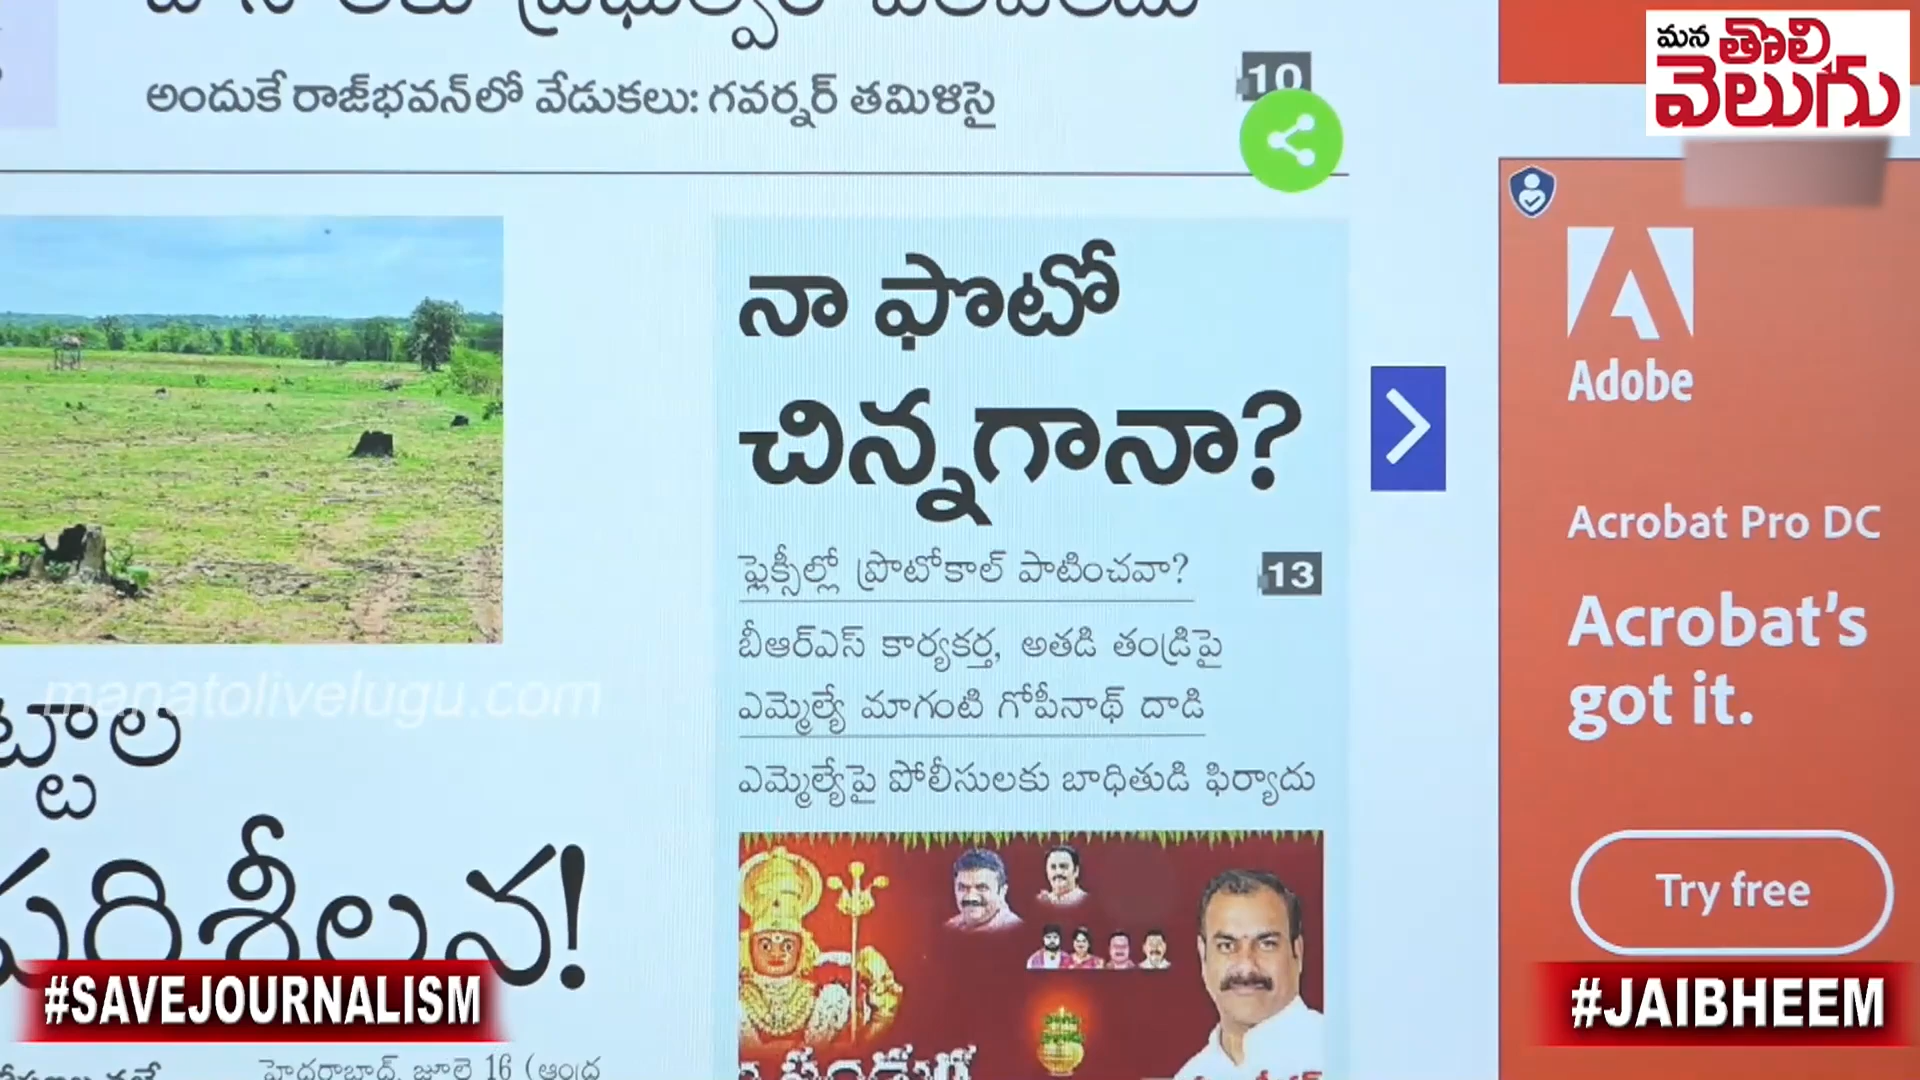 అందుకే రాజ్‌భవన్‌లో వేడుకలు: గవర్నర్ తమిళిసై
10
మన
తొలి
వెలుగు
నా ఫొటో
చిన్నగానా?
ఫ్లెక్సీల్లో ప్రొటోకాల్ పాటించవా?
13
బీఆర్ఎస్ కార్యకర్త, అతడి తండ్రిపై
ఎమ్మెల్యే మాగంటి గోపీనాథ్ దాడి
ఎమ్మెల్యేపై పోలీసులకు బాధితుడి ఫిర్యాదు
manatolivelugu.com
పరిశీలన!
హైదరాబాద్, జూలై 16 (ఆంధ్ర
#SAVEJOURNALISM
Adobe
Acrobat Pro DC
Acrobat’s
got it.
Try free
#JAIBHEEM